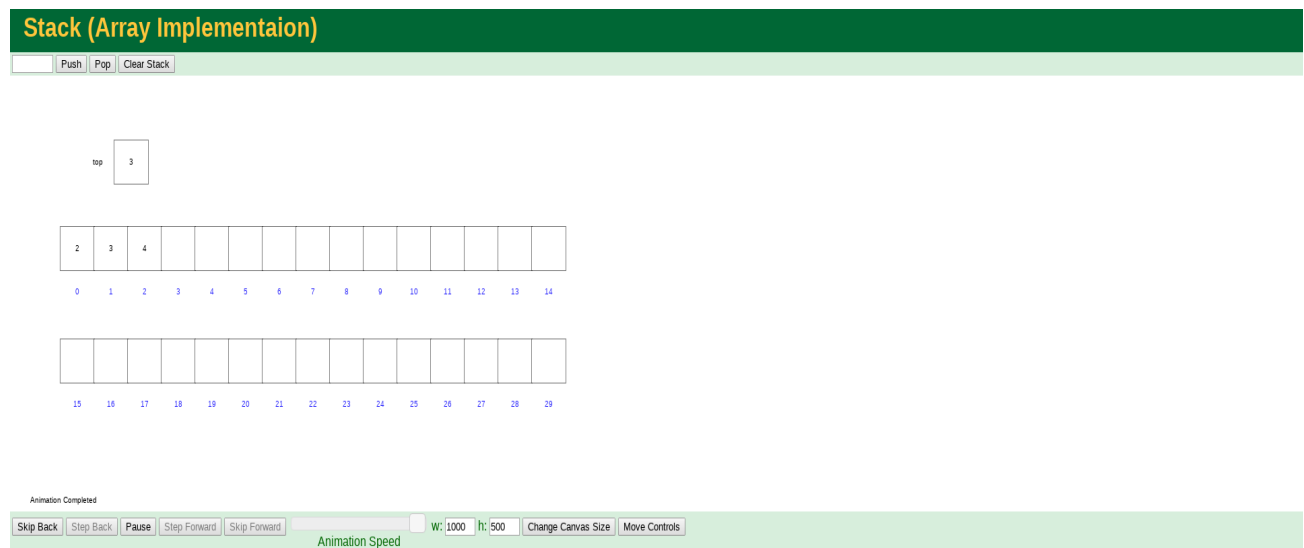 Stack (Array Implementaion)
Push Pop Clear Stack
top 3
2 3 4
0 1 2 3 4 5 6 7 8 9 10 11 12 13 14
15 16 17 18 19 20 21 22 23 24 25 26 27 28 29
Animation Completed
Skip Back Step Back Pause Step Forward Skip Forward w: 1000 h: 500 Change Canvas Size Move Controls
Animation Speed